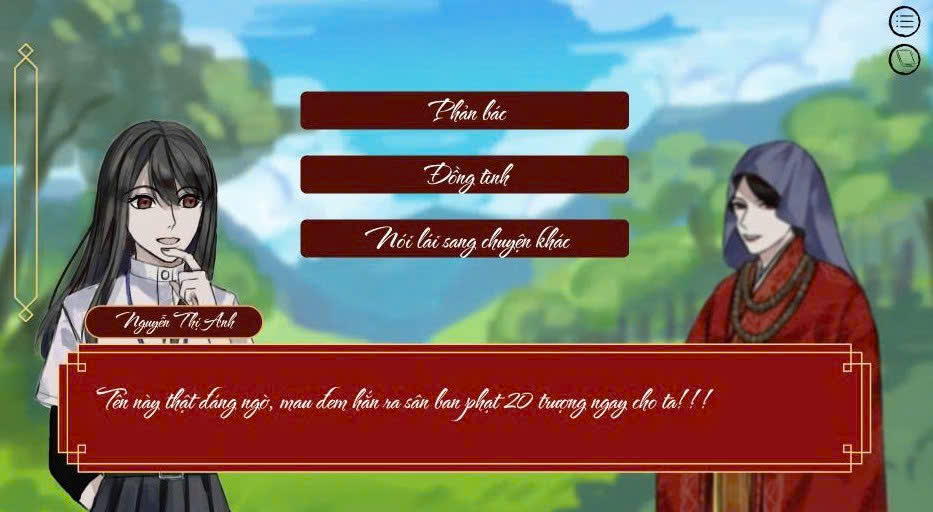 Phản bác
Đồng tình
Nói lái sang chuyện khác
Nguyễn Thị Anh
Tên này thật đáng ngờ, mau đem hắn ra sân ban phạt 20 trượng ngay cho ta!!!